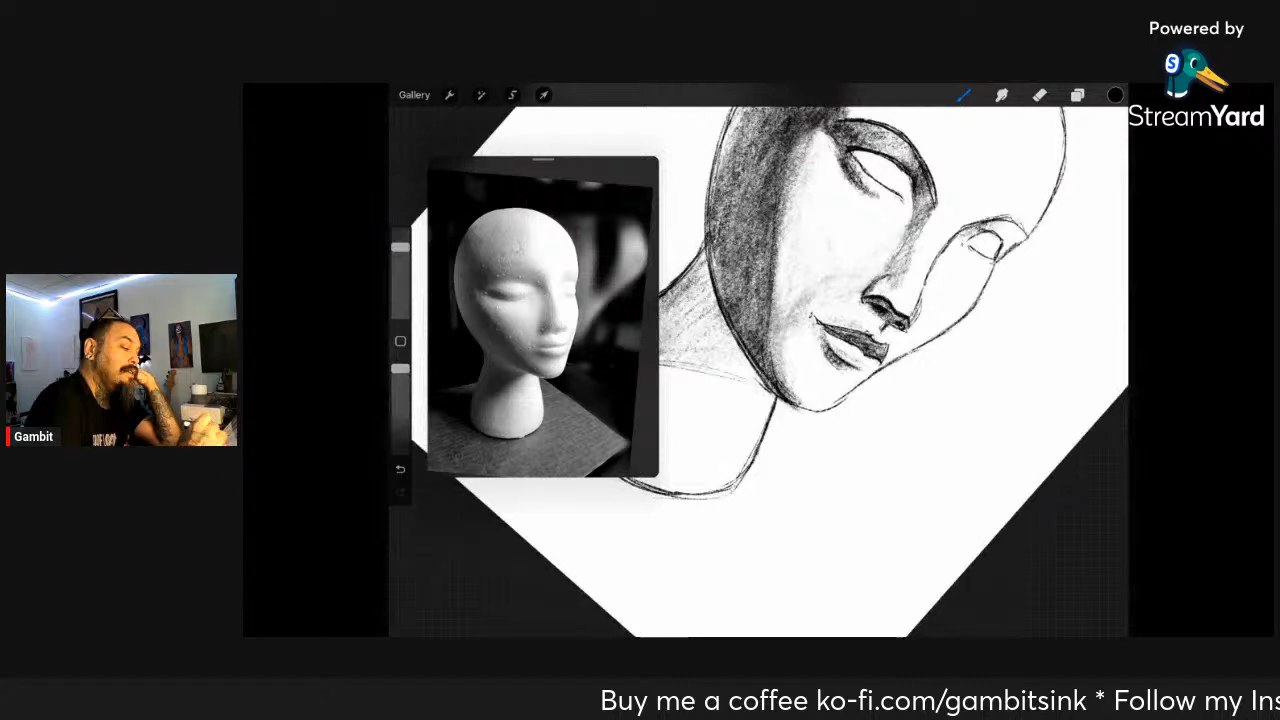 Powered by
StreamYard
Gallery
Gambit
Buy me a coffee ko-fi.com/gambitsink * Follow my Ins